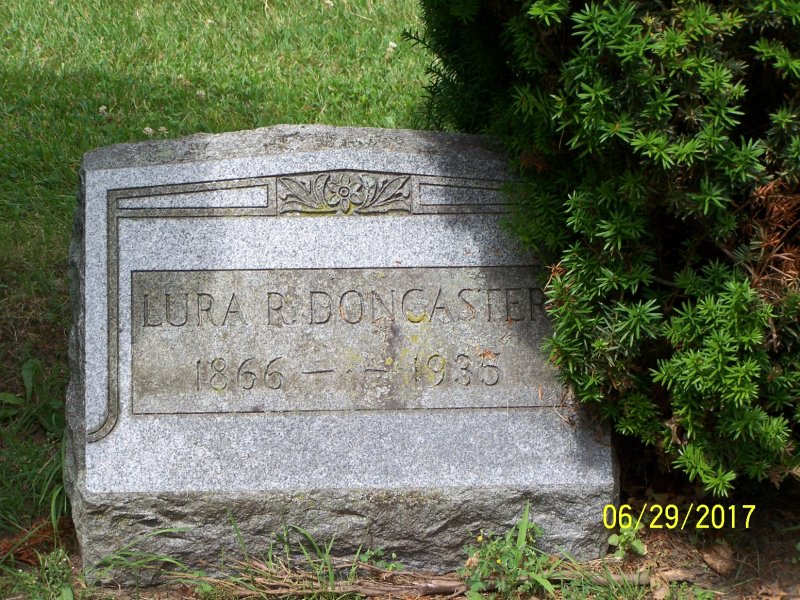 LURA R. DONCASTER
1866 — — 1935
06/29/2017